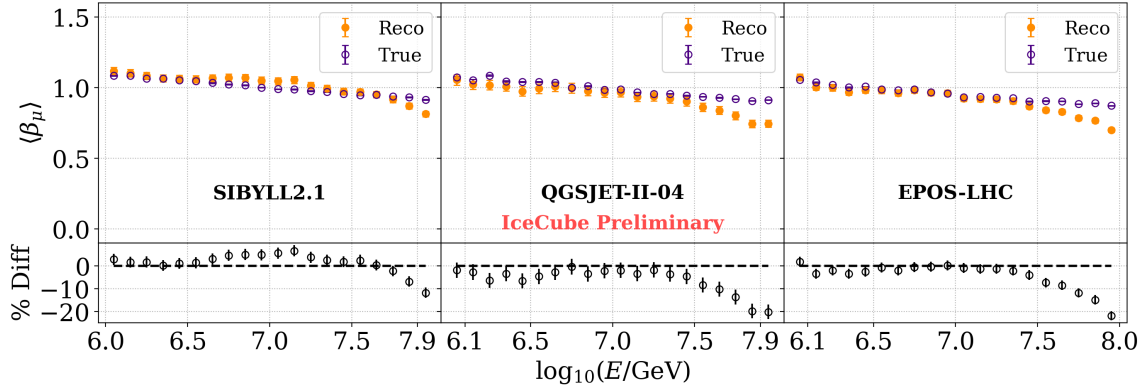 1.5
1.0
0.5
0.0
⟨β_μ⟩
Reco
True
Reco
True
Reco
True
SIBYLL2.1
QGSJET-II-04
EPOS-LHC
IceCube Preliminary
% Diff
0
-10
-20
6.0 6.5 7.0 7.5 7.9
6.1 6.5 7.0 7.5 7.9
6.1 6.5 7.0 7.5 8.0
log₁₀(E/GeV)